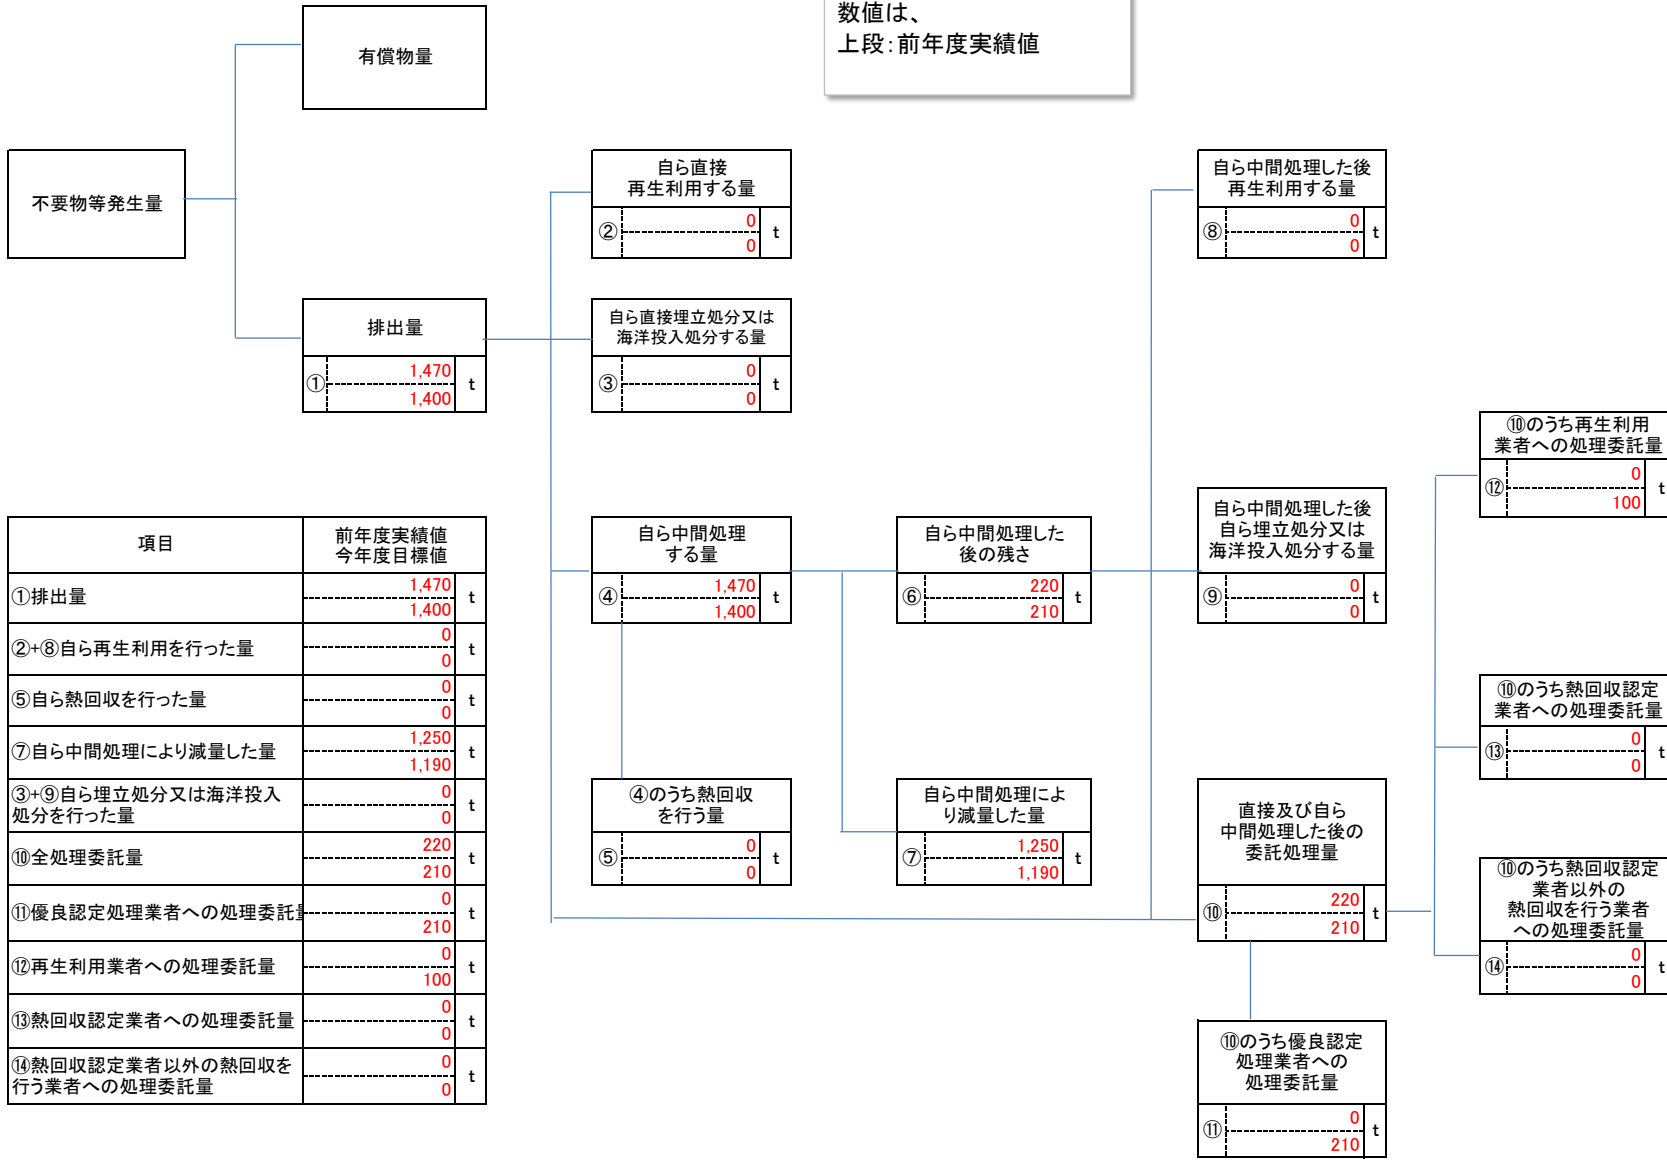 数値は、
上段：前年度実績値
有償物量
不要物等発生量
排出量
①
1,470
1,400
t
自ら直接
再生利用する量
②
0
0
t
自ら直接埋立処分又は
海洋投入処分する量
③
0
0
t
自ら中間処理
する量
④
1,470
1,400
t
④のうち熱回収
を行う量
⑤
0
0
t
自ら中間処理した
後の残さ
⑥
220
210
t
自ら中間処理によ
り減量した量
⑦
1,250
1,190
t
自ら中間処理した後
再生利用する量
⑧
0
0
t
自ら中間処理した後
自ら埋立処分又は
海洋投入処分する量
⑨
0
0
t
直接及び自ら
中間処理した後の
委託処理量
⑩
220
210
t
⑩のうち優良認定
処理業者への
処理委託量
⑪
0
210
t
⑩のうち再生利用
業者への処理委託量
⑫
0
100
t
⑩のうち熱回収認定
業者への処理委託量
⑬
0
0
t
⑩のうち熱回収認定
業者以外の
熱回収を行う業者
への処理委託量
⑭
0
0
t
項目
前年度実績値
今年度目標値
①排出量
1,470
1,400
t
②+⑧自ら再生利用を行った量
0
0
t
⑤自ら熱回収を行った量
0
0
t
⑦自ら中間処理により減量した量
1,250
1,190
t
③+⑨自ら埋立処分又は海洋投入
処分を行った量
0
0
t
⑩全処理委託量
220
210
t
⑪優良認定処理業者への処理委託
0
210
t
⑫再生利用業者への処理委託量
0
100
t
⑬熱回収認定業者への処理委託量
0
0
t
⑭熱回収認定業者以外の熱回収を
行う業者への処理委託量
0
0
t